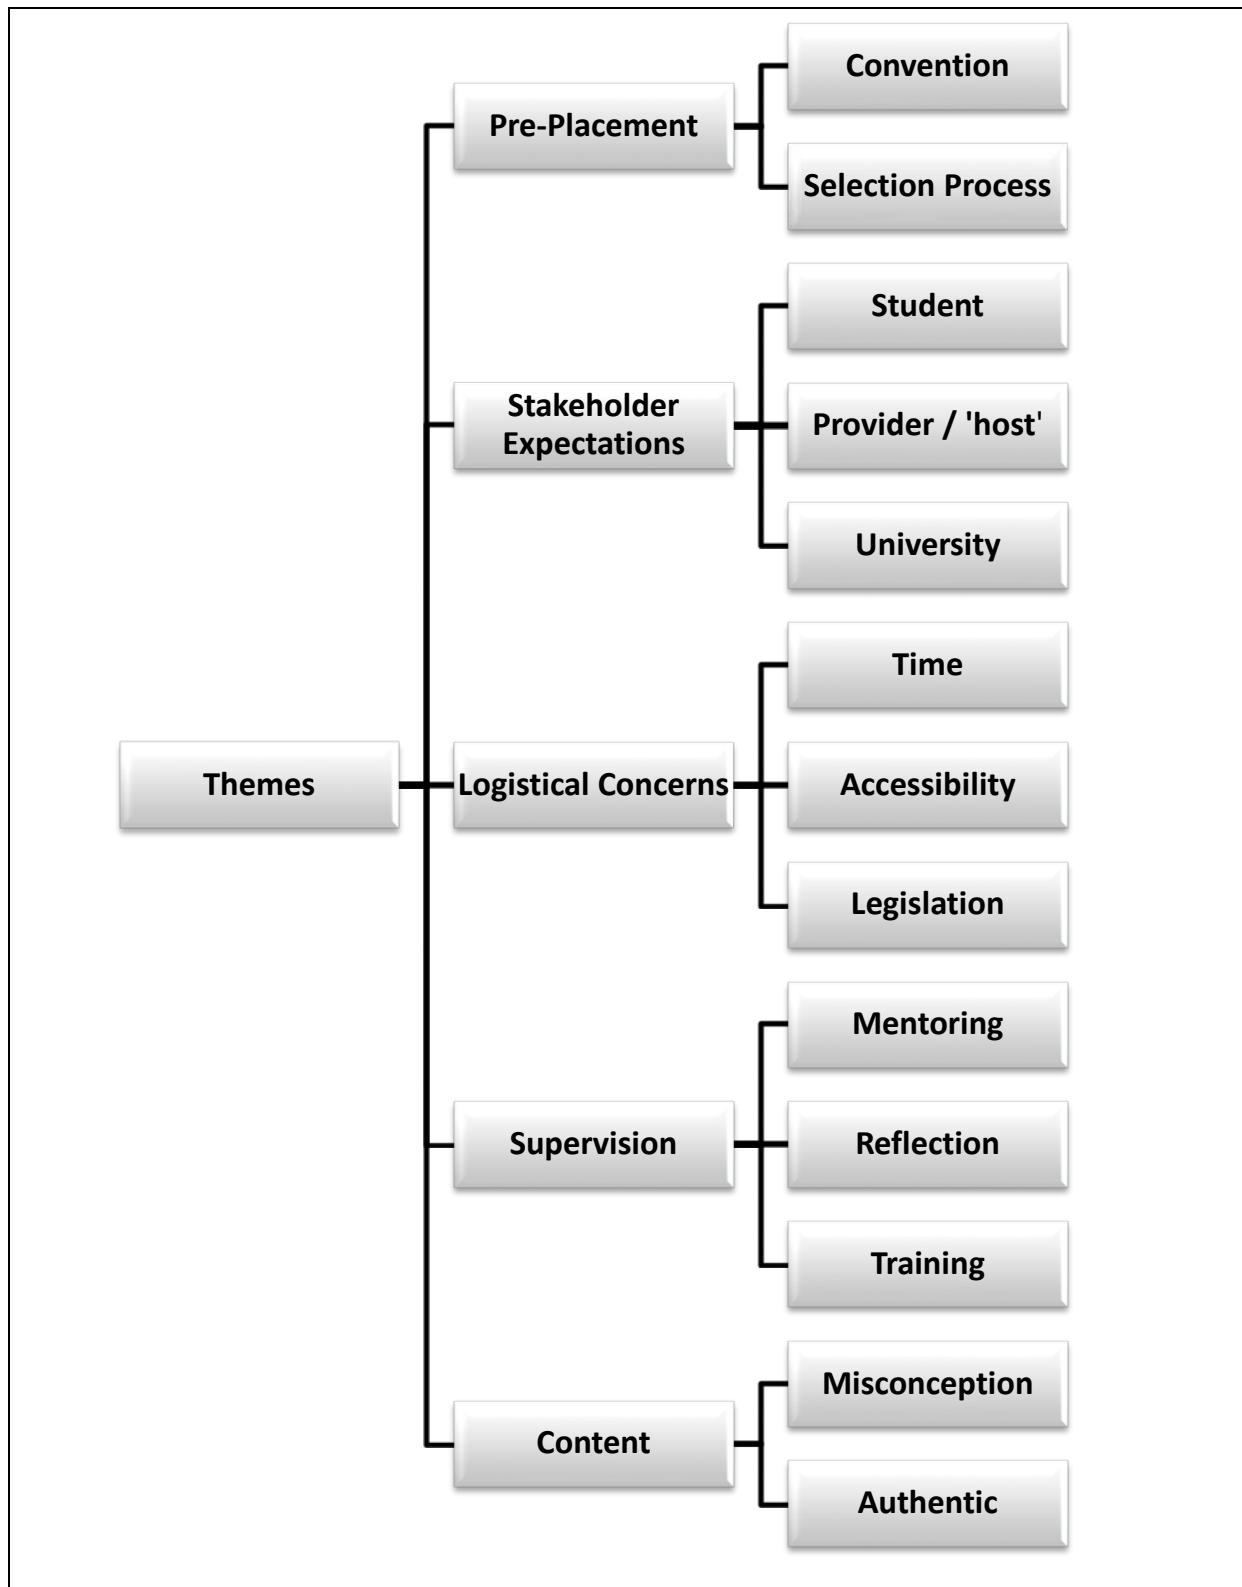 Themes
Pre-Placement
Convention
Selection Process
Stakeholder
Expectations
Student
Provider / 'host'
University
Logistical Concerns
Time
Accessibility
Legislation
Supervision
Mentoring
Reflection
Training
Content
Misconception
Authentic